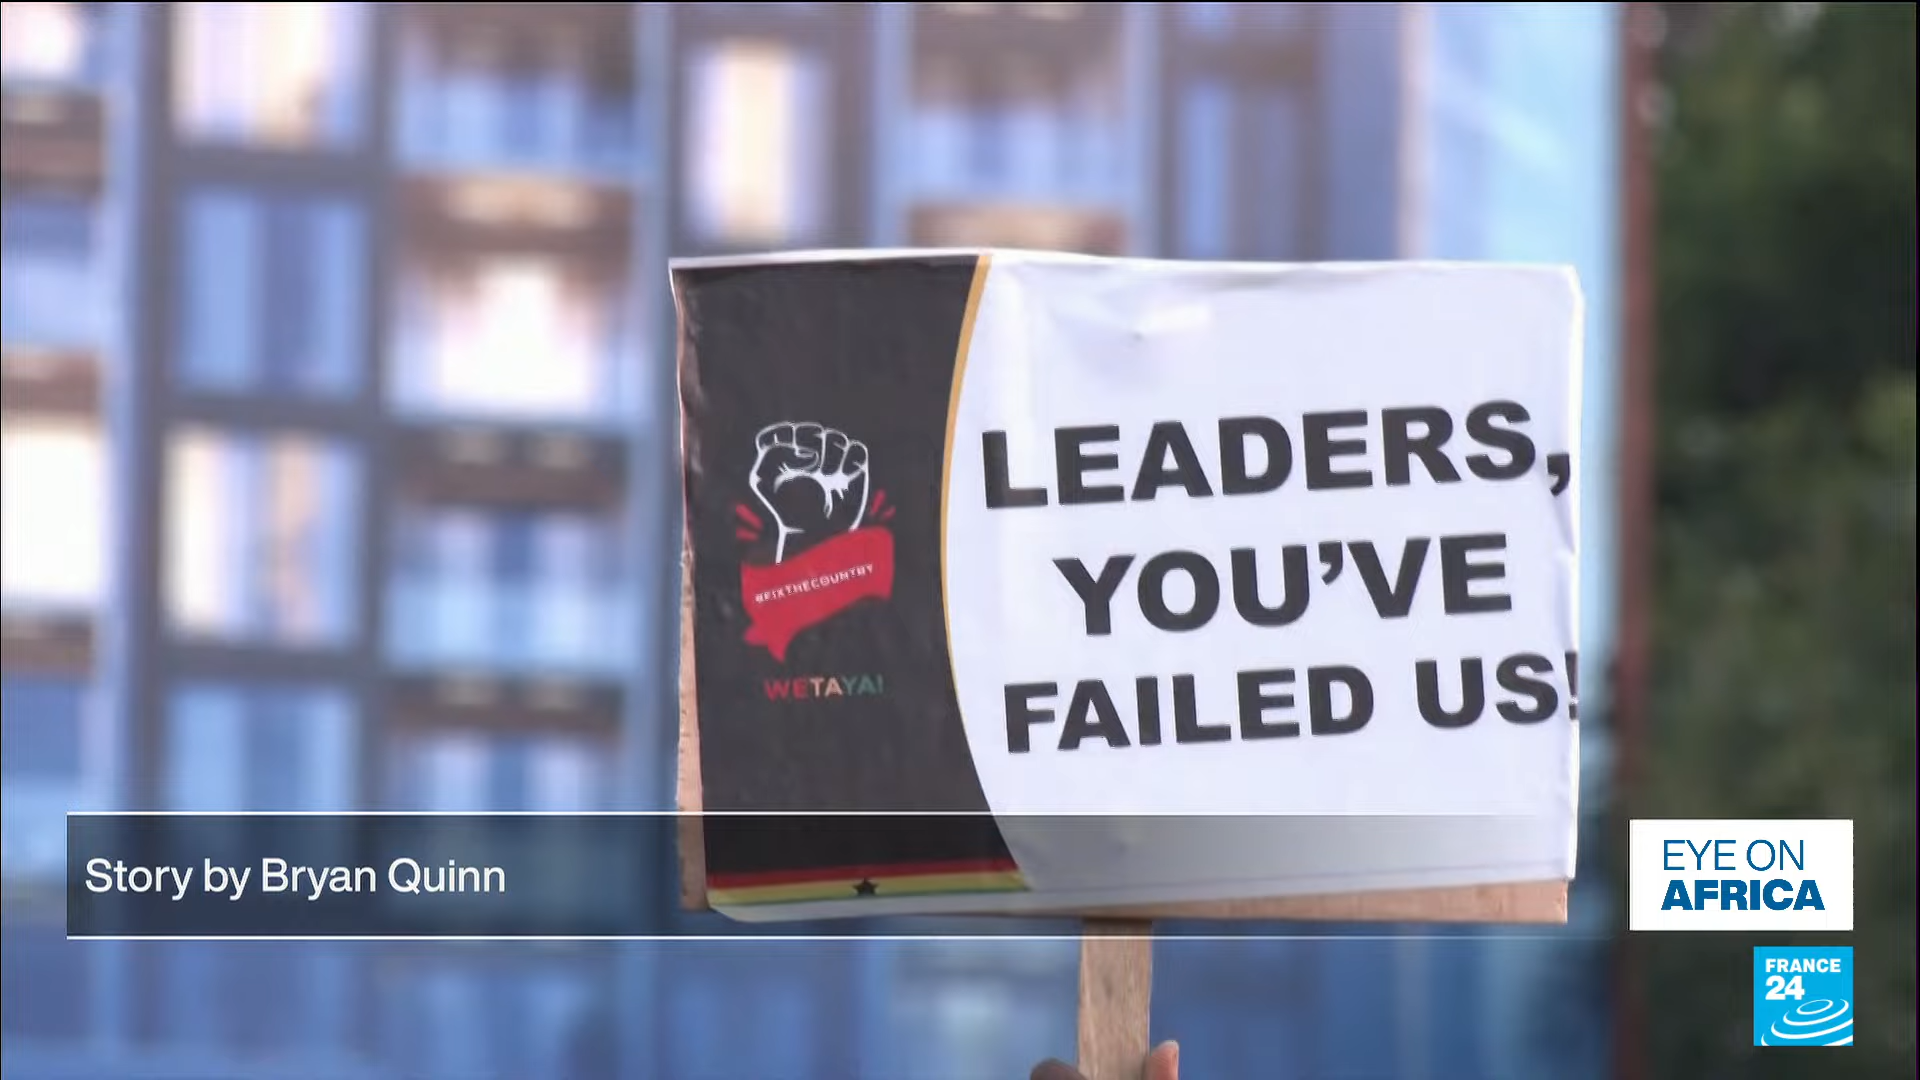 LEADERS,
YOU'VE
FAILED US!
#FIXTHECOUNTRY
WETAYA!
Story by Bryan Quinn
EYE ON
AFRICA
FRANCE
24